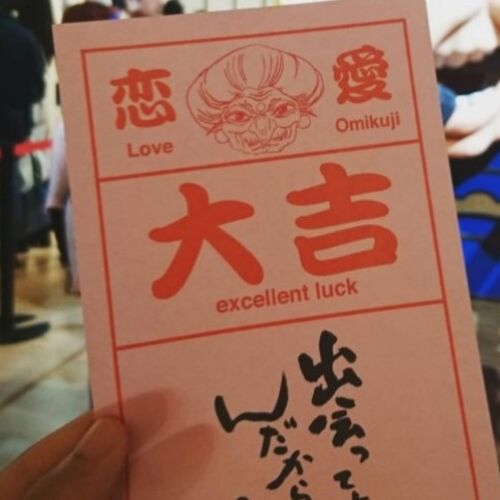 恋愛
Love Omikuji
大吉
excellent luck
出会って
んだから